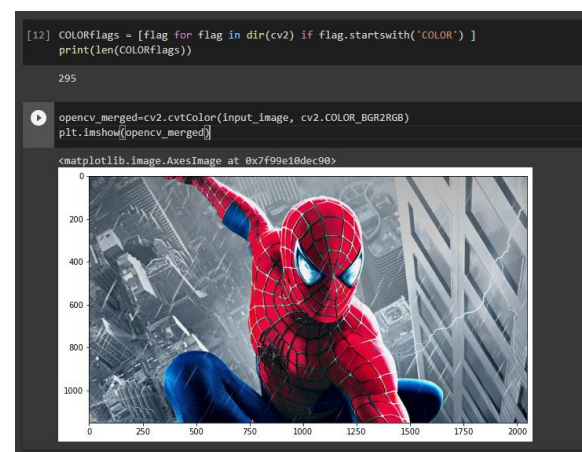 [12] COLORflags = [flag for flag in dir(cv2) if flag.startswith('COLOR') ]
print(len(COLORflags))
295
opencv_merged=cv2.cvtColor(input_image, cv2.COLOR_BGR2RGB)
plt.imshow(opencv_merged)
<matplotlib.image.AxesImage at 0x7f99e10dec90>
0
200
400
600
800
1000
0 250 500 750 1000 1250 1500 1750 2000